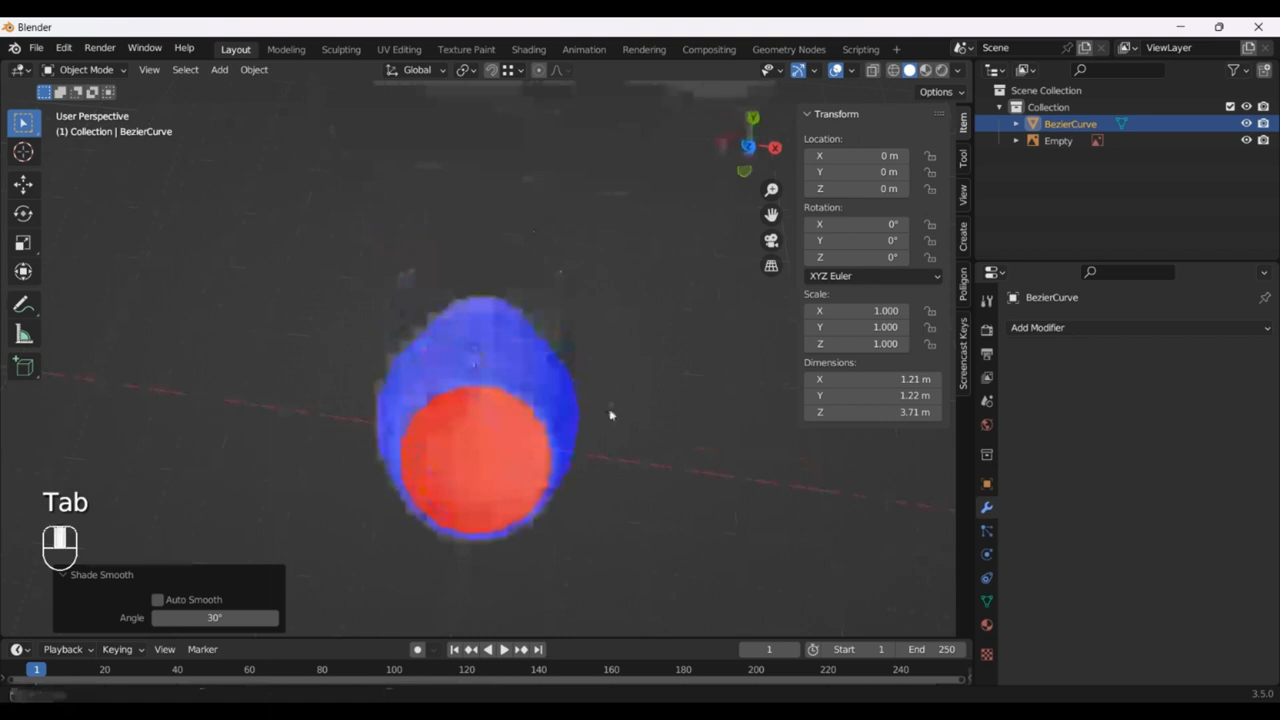 Blender
File Edit Render Window Help Layout Modeling Sculpting UV Editing Texture Paint Shading Animation Rendering Compositing Geometry Nodes Scripting + Scene ViewLayer
Object Mode View Select Add Object Global
Options
User Perspective
(1) Collection | BezierCurve
Y
X
Z
Transform
Location:
X 0 m
Y 0 m
Z 0 m
Rotation:
X 0°
Y 0°
Z 0°
XYZ Euler
Scale:
X 1.000
Y 1.000
Z 1.000
Dimensions:
X 1.21 m
Y 1.22 m
Z 3.71 m
Item
Tool
View
Create
Poliigon
Screencast Keys
Scene Collection
Collection
BezierCurve
Empty
BezierCurve
Add Modifier
Tab
Shade Smooth
Auto Smooth
Angle 30°
Playback Keying View Marker 1 Start 1 End 250
1 20 40 60 80 100 120 140 160 180 200 220 240
3.5.0